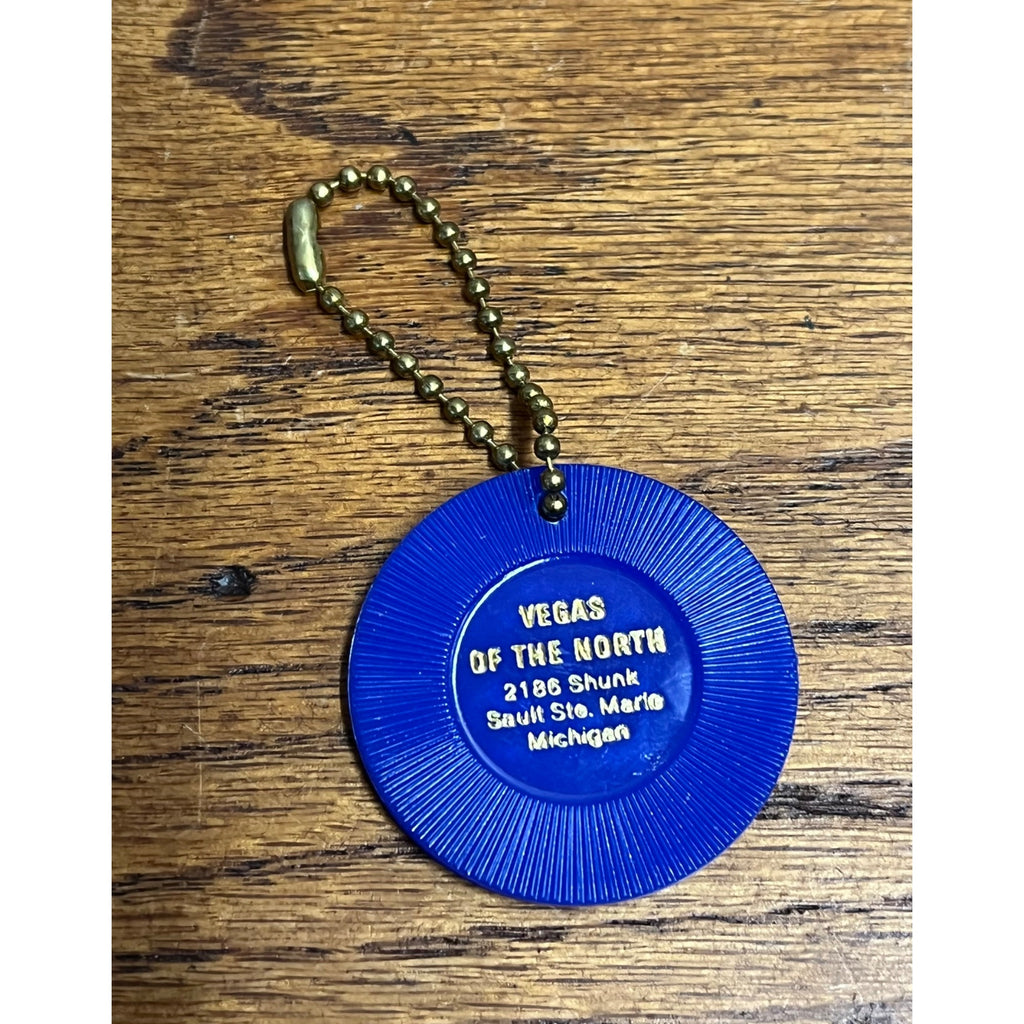 VEGAS
OF THE NORTH
2186 Shunk
Sault Ste. Marie
Michigan